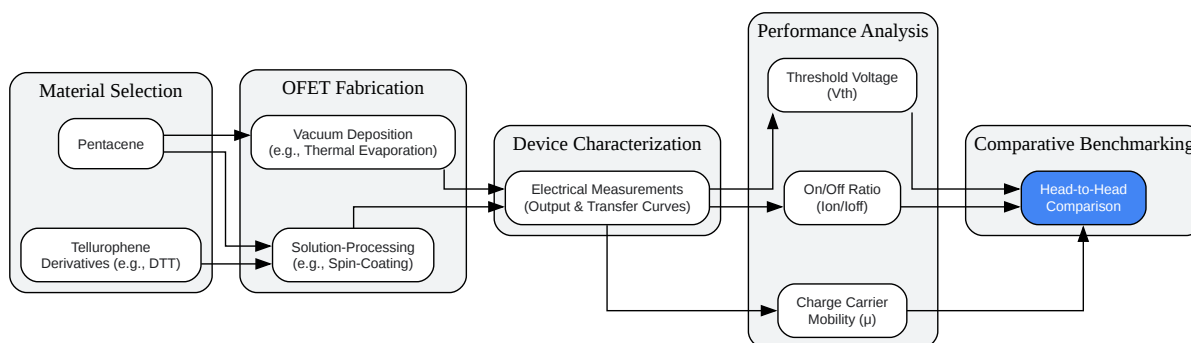 Material Selection
Pentacene
Tellurophene
Derivatives (e.g., DTT)
OFET Fabrication
Vacuum Deposition
(e.g., Thermal Evaporation)
Solution-Processing
(e.g., Spin-Coating)
Device Characterization
Electrical Measurements
(Output & Transfer Curves)
Performance Analysis
Threshold Voltage
(Vth)
On/Off Ratio
(Ion/Ioff)
Charge Carrier
Mobility (μ)
Comparative Benchmarking
Head-to-Head
Comparison